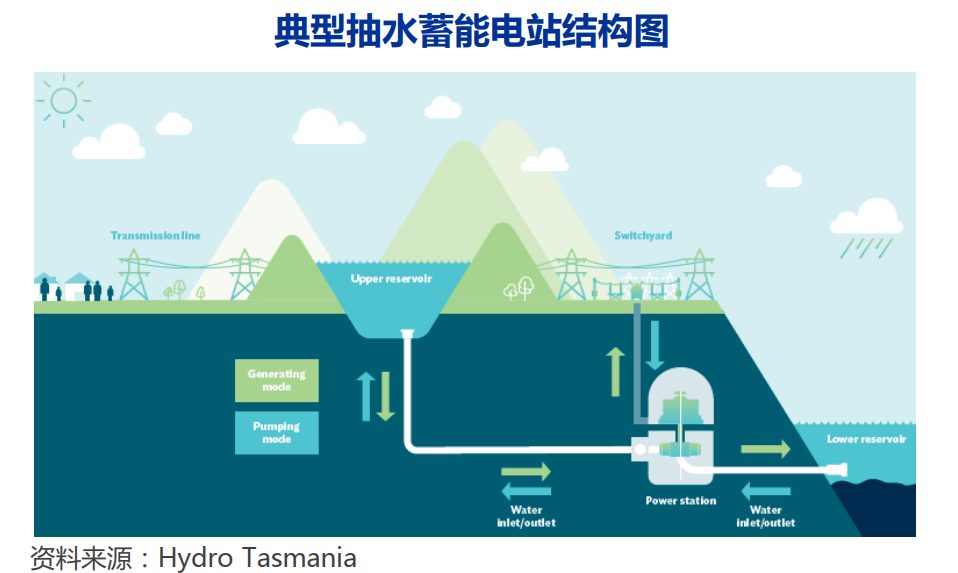 典型抽水蓄能电站结构图
Transmission line
Switchyard
Upper reservoir
Generating
mode
Pumping
mode
Lower reservoir
Power station
Water
inlet/outlet
Water
inlet/outlet
资料来源：Hydro Tasmania